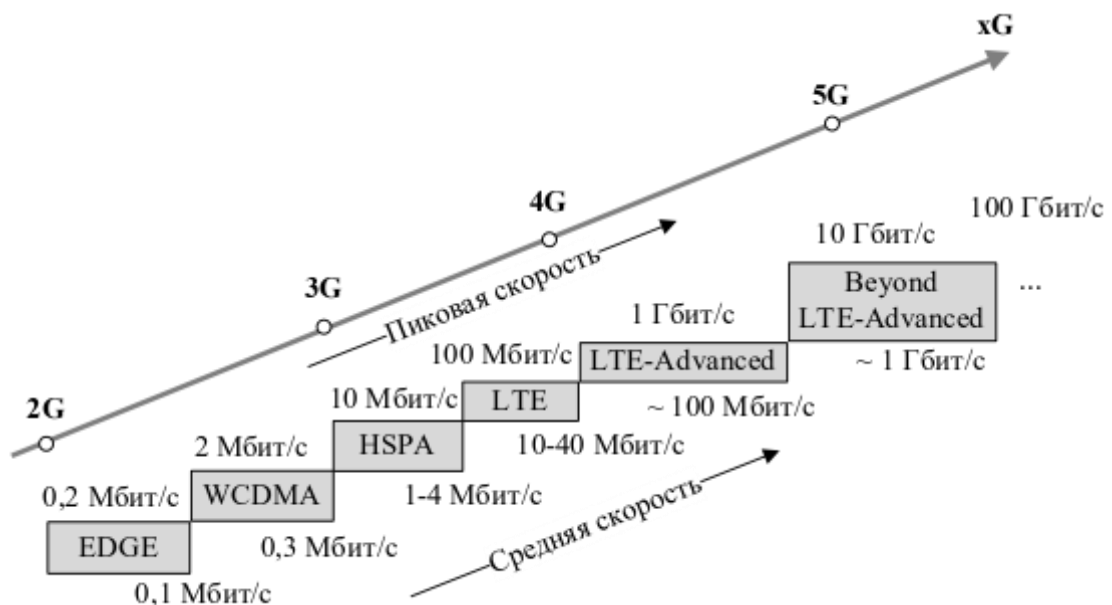 xG
5G
4G
3G
2G
Пиковая скорость
100 Гбит/с
10 Гбит/с
1 Гбит/с
100 Мбит/с
10 Мбит/с
2 Мбит/с
0,2 Мбит/с
Beyond
LTE-Advanced
...
LTE-Advanced
LTE
HSPA
WCDMA
EDGE
~ 1 Гбит/с
~ 100 Мбит/с
10-40 Мбит/с
1-4 Мбит/с
0,3 Мбит/с
0,1 Мбит/с
Средняя скорость